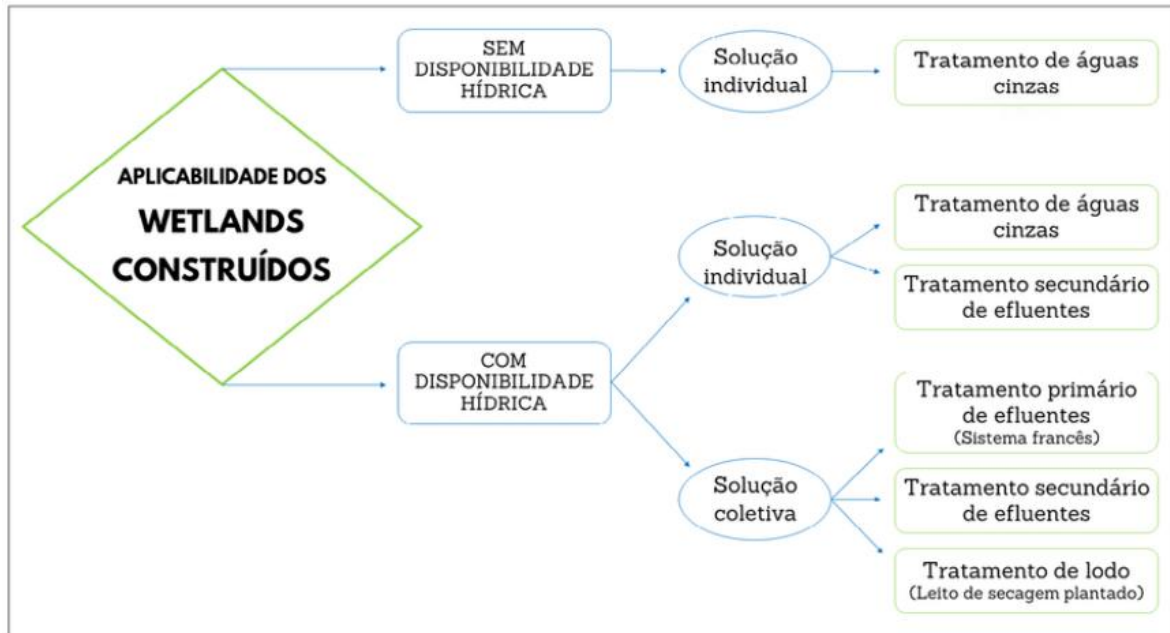 APLICABILIDADE DOS
WETLANDS
CONSTRUÍDOS
SEM
DISPONIBILIDADE
HÍDRICA
Solução
individual
Tratamento de águas
cinzas
COM
DISPONIBILIDADE
HÍDRICA
Solução
individual
Tratamento de águas
cinzas
Tratamento secundário
de efluentes
Solução
coletiva
Tratamento primário
de efluentes
(Sistema francês)
Tratamento secundário
de efluentes
Tratamento de lodo
(Leito de secagem plantado)